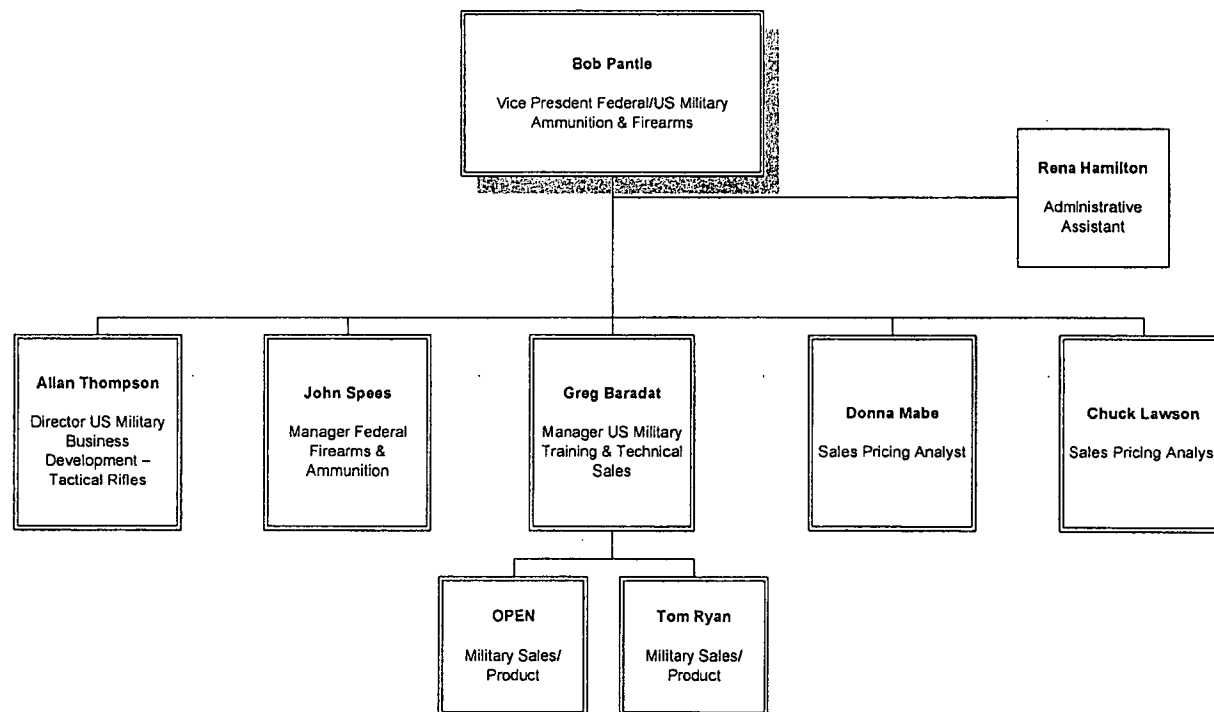 Bob Pantle
Vice Presdent Federal/US Military
Ammunition & Firearms
Rena Hamilton
Administrative
Assistant
Allan Thompson
Director US Military
Business
Development –
Tactical Rifles
John Spees
Manager Federal
Firearms &
Ammunition
Greg Baradat
Manager US Military
Training & Technical
Sales
Donna Mabe
Sales Pricing Analyst
Chuck Lawson
Sales Pricing Analys
OPEN
Military Sales/
Product
Tom Ryan
Military Sales/
Product